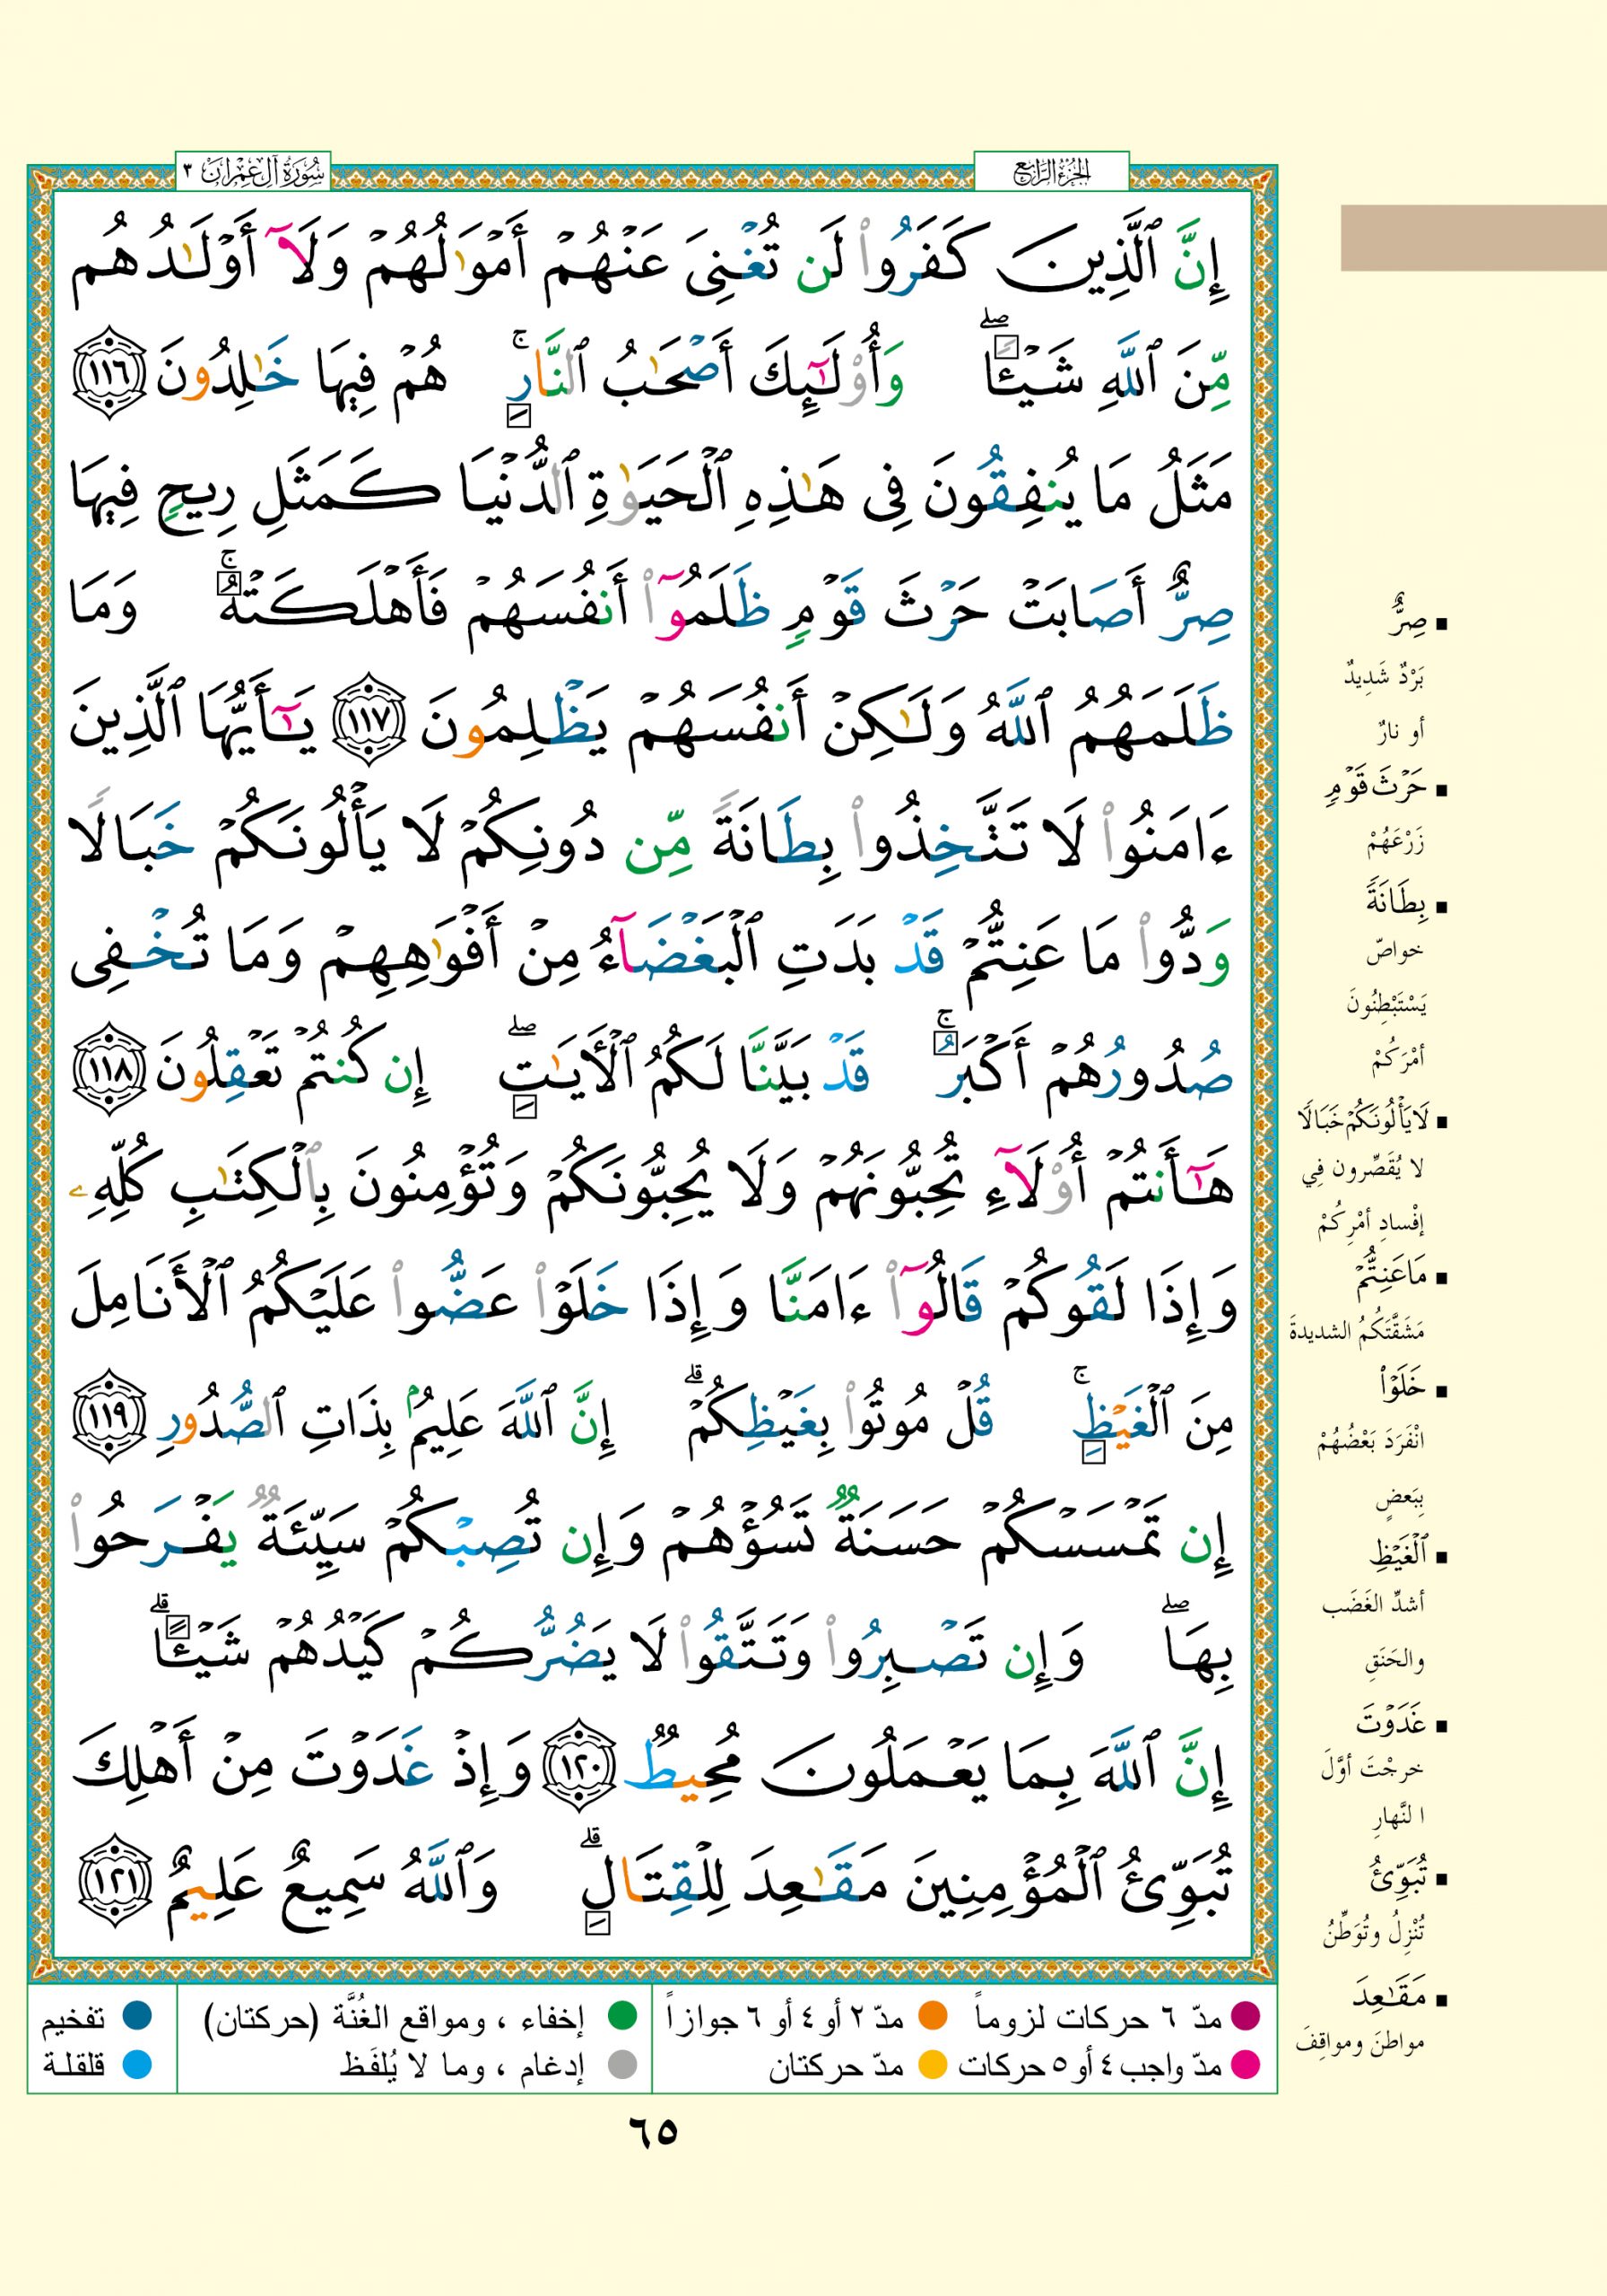 الجزء الرابع
سورة آل عمران ٣
إِنَّ ٱلَّذِينَ كَفَرُوا۟ لَن تُغْنِىَ عَنْهُمْ أَمْوَٰلُهُمْ وَلَآ أَوْلَٰدُهُم
مِّنَ ٱللَّهِ شَيْـًٔا ۖ وَأُو۟لَٰٓئِكَ أَصْحَٰبُ ٱلنَّارِ ۚ هُمْ فِيهَا خَٰلِدُونَ ١١٦
مَثَلُ مَا يُنفِقُونَ فِى هَٰذِهِ ٱلْحَيَوٰةِ ٱلدُّنْيَا كَمَثَلِ رِيحٍ فِيهَا
صِرٌّ أَصَابَتْ حَرْثَ قَوْمٍ ظَلَمُوٓا۟ أَنفُسَهُمْ فَأَهْلَكَتْهُ ۚ وَمَا
ظَلَمَهُمُ ٱللَّهُ وَلَٰكِنْ أَنفُسَهُمْ يَظْلِمُونَ ١١٧ يَٰٓأَيُّهَا ٱلَّذِينَ
ءَامَنُوا۟ لَا تَتَّخِذُوا۟ بِطَانَةً مِّن دُونِكُمْ لَا يَأْلُونَكُمْ خَبَالًا
وَدُّوا۟ مَا عَنِتُّمْ قَدْ بَدَتِ ٱلْبَغْضَآءُ مِنْ أَفْوَٰهِهِمْ وَمَا تُخْفِى
صُدُورُهُمْ أَكْبَرُ ۚ قَدْ بَيَّنَّا لَكُمُ ٱلْءَايَٰتِ ۖ إِن كُنتُمْ تَعْقِلُونَ ١١٨
هَٰٓأَنتُمْ أُو۟لَآءِ تُحِبُّونَهُمْ وَلَا يُحِبُّونَكُمْ وَتُؤْمِنُونَ بِٱلْكِتَٰبِ كُلِّهِۦ
وَإِذَا لَقُوكُمْ قَالُوٓا۟ ءَامَنَّا وَإِذَا خَلَوْا۟ عَضُّوا۟ عَلَيْكُمُ ٱلْأَنَامِلَ
مِنَ ٱلْغَيْظِ ۚ قُلْ مُوتُوا۟ بِغَيْظِكُمْ ۗ إِنَّ ٱللَّهَ عَلِيمٌۢ بِذَاتِ ٱلصُّدُورِ ١١٩
إِن تَمْسَسْكُمْ حَسَنَةٌ تَسُؤْهُمْ وَإِن تُصِبْكُمْ سَيِّئَةٌ يَفْرَحُوا۟
بِهَا ۖ وَإِن تَصْبِرُوا۟ وَتَتَّقُوا۟ لَا يَضُرُّكُمْ كَيْدُهُمْ شَيْـًٔا ۗ
إِنَّ ٱللَّهَ بِمَا يَعْمَلُونَ مُحِيطٌ ١٢٠ وَإِذْ غَدَوْتَ مِنْ أَهْلِكَ
تُبَوِّئُ ٱلْمُؤْمِنِينَ مَقَٰعِدَ لِلْقِتَالِ ۗ وَٱللَّهُ سَمِيعٌ عَلِيمٌ ١٢١
▪ صِرٌّ
بَرْدٌ شَدِيدٌ
أو نارٌ
▪ حَرْثَ قَوْمٍ
زَرْعَهُمْ
▪ بِطَانَةً
خواصّ
يَسْتَبْطِنُونَ
أمْرَكُمْ
▪ لَا يَأْلُونَكُمْ خَبَالًا
لا يُقَصِّرون فِي
إفْسادِ أمْرِكُمْ
▪ مَا عَنِتُّمْ
مَشَقَّتَكُمُ الشديدةَ
▪ خَلَوْا۟
انْفَرَدَ بَعْضُهُمْ
بِبَعضٍ
▪ ٱلْغَيْظِ
أشدِّ الغَضَب
والحَنَقِ
▪ غَدَوْتَ
خرجْتَ أوَّلَ
النَّهارِ
▪ تُبَوِّئُ
تُنْزِلُ وتُوَطِّنُ
▪ مَقَٰعِدَ
مواطنَ ومواقِفَ
مدّ ٦ حركات لزوماً مدّ ٢ أو ٤ أو ٦ جوازاً إخفاء ، ومواقع الغُنَّة (حركتان) تفخيم
مدّ واجب ٤ أو ٥ حركات مدّ حركتان إدغام ، وما لا يُلفَظ قلقلة
٦٥